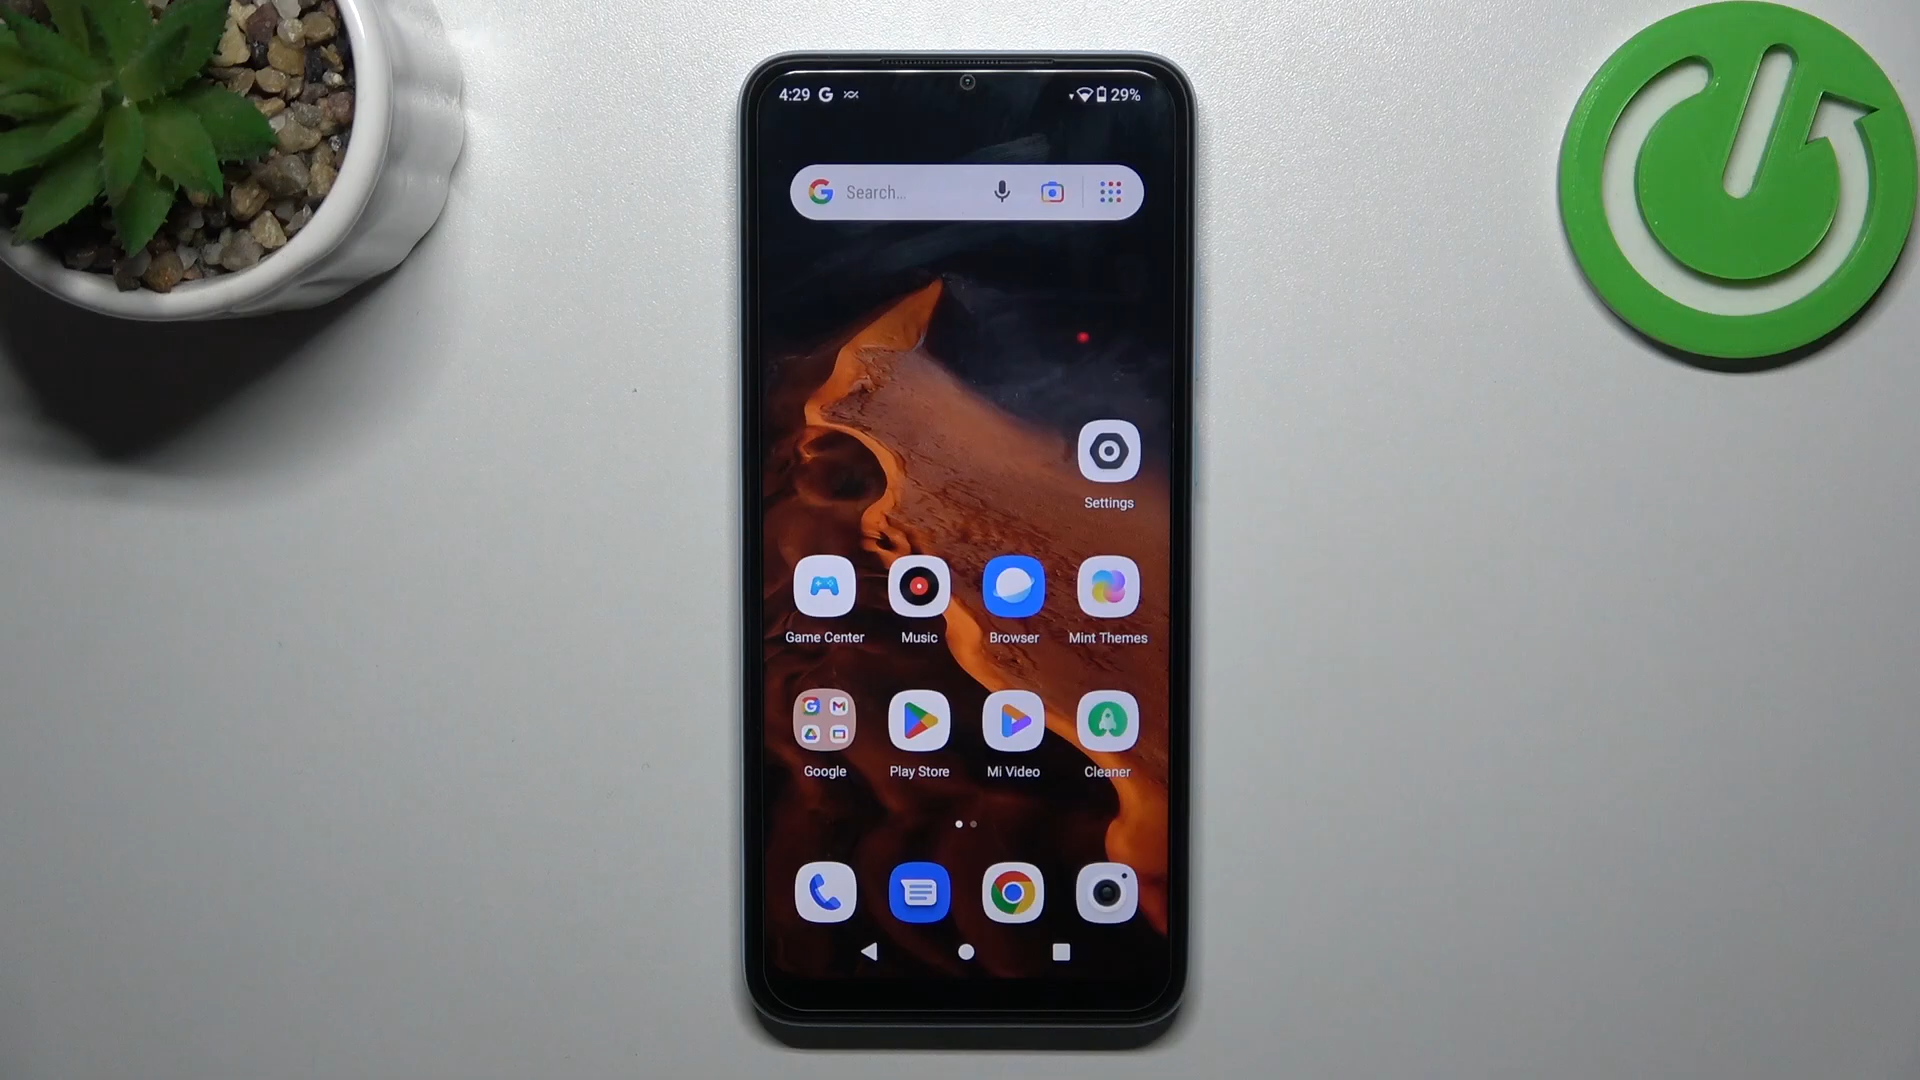 4:29
29%
Search...
Settings
Game Center
Music
Browser
Mint Themes
Google
Play Store
Mi Video
Cleaner